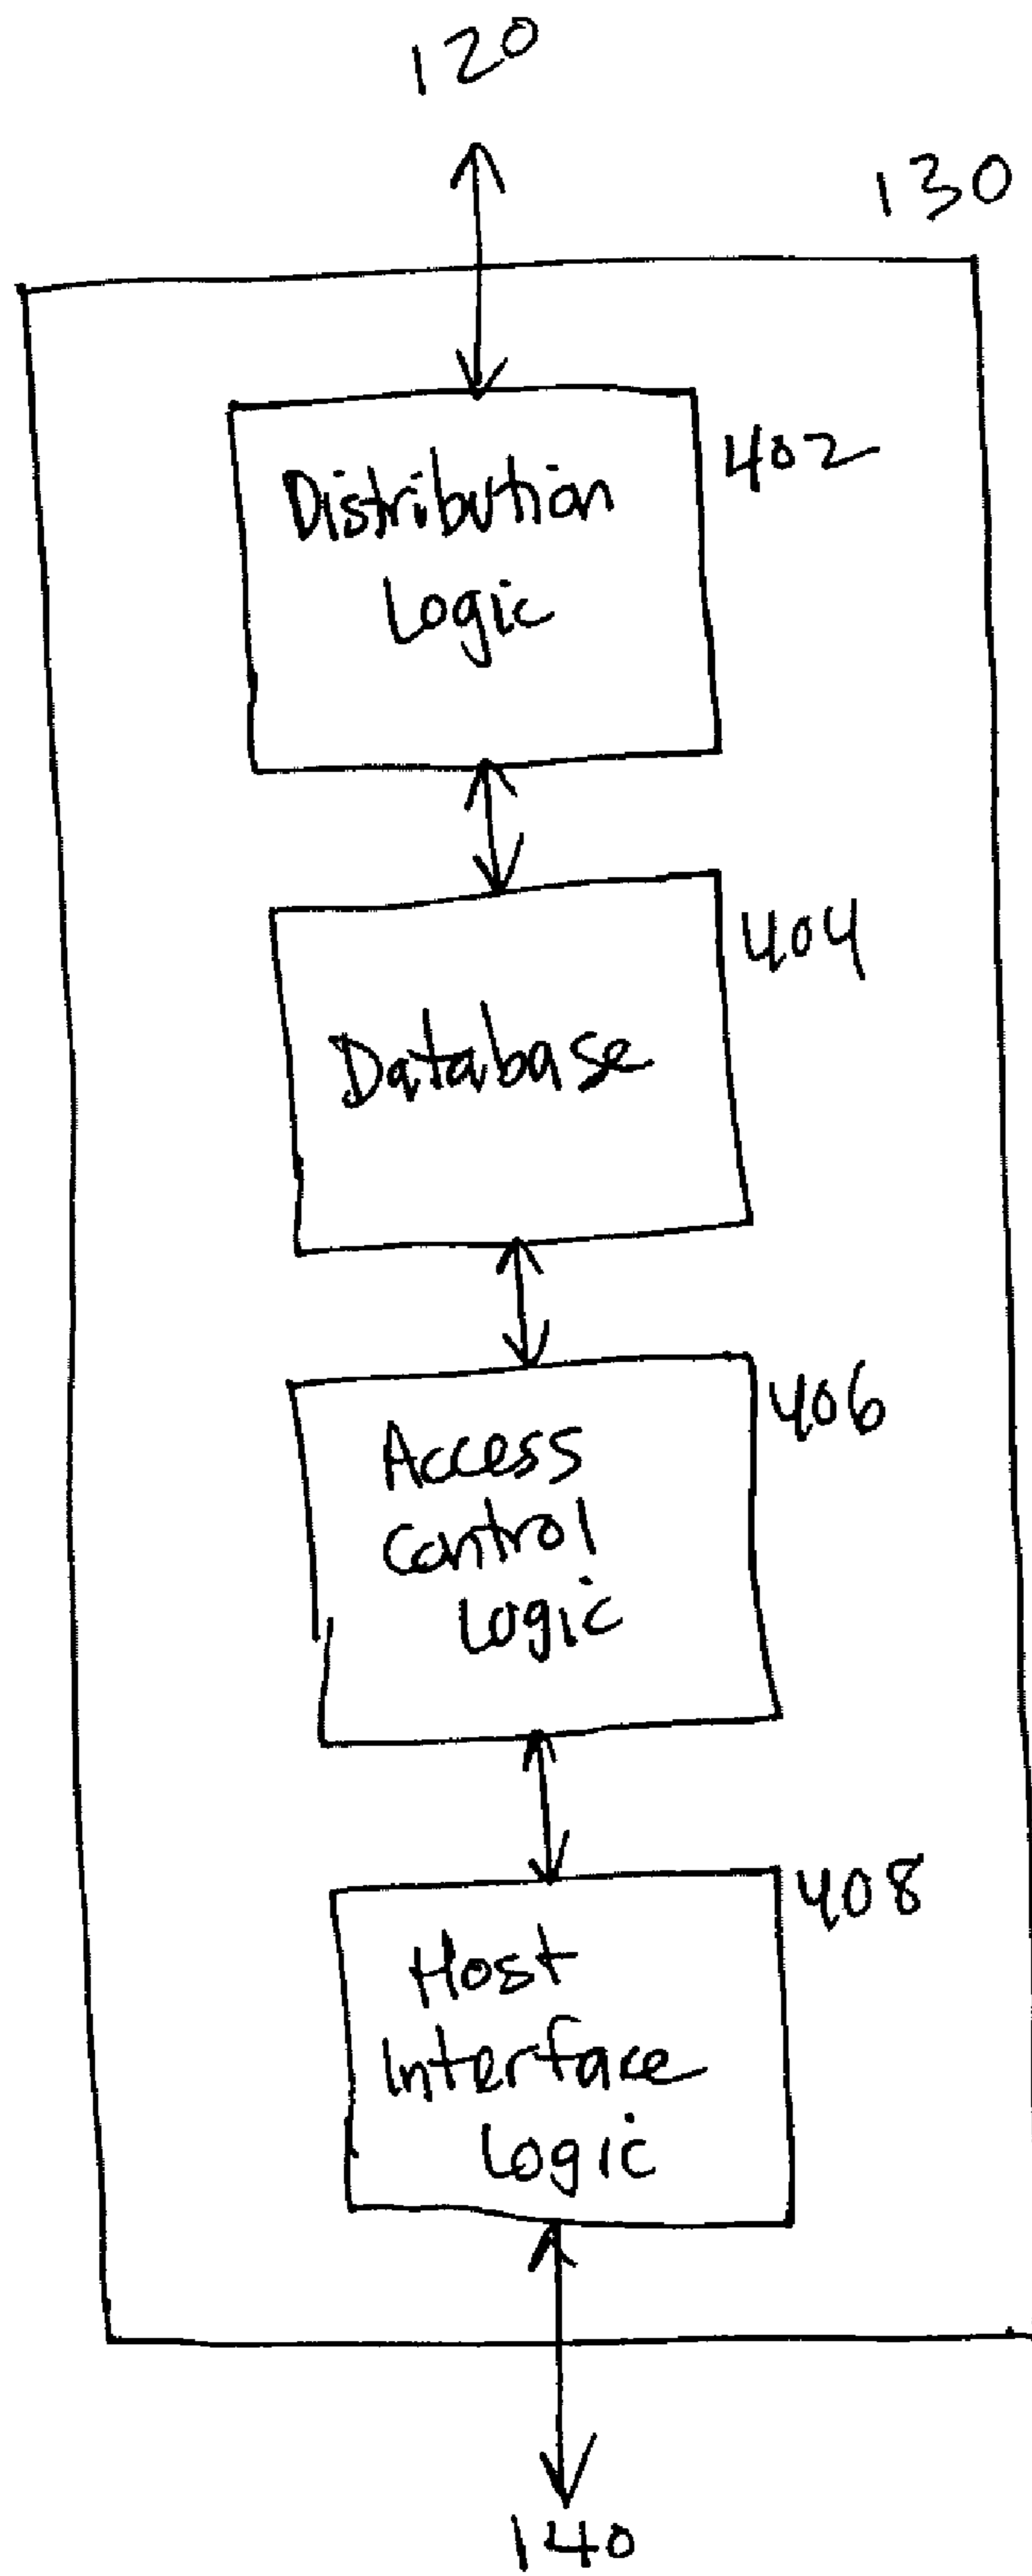 120
130
Distribution
Logic
402
Database
404
Access
Control
Logic
406
Host
Interface
Logic
408
140